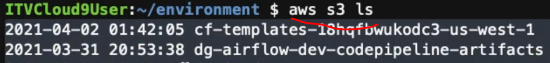 ITVCloud9User:~/environment $ aws s3 ls
2021-04-02 01:42:05 cf-templates-18hqfbwukodc3-us-west-1
2021-03-31 20:53:38 dg-airflow-dev-codepipeline-artifacts